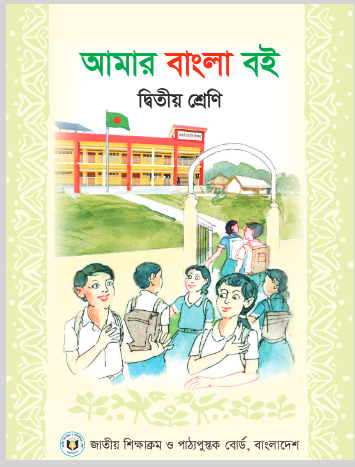 আমার বাংলা বই
দ্বিতীয় শ্রেণি
জাতীয় শিক্ষাক্রম ও পাঠ্যপুস্তক বোর্ড, বাংলাদেশ